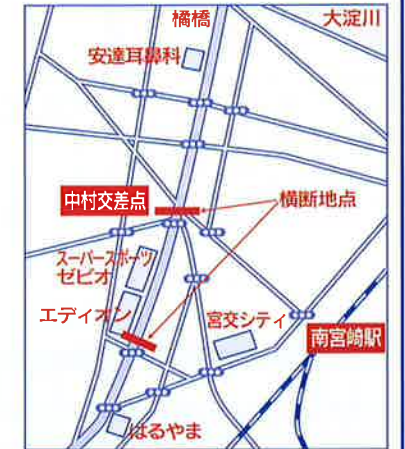 橘橋
大淀川
安達耳鼻科
中村交差点
横断地点
スーパースポーツ
ゼビオ
エディオン
宮交シティ
南宮崎駅
はるやま